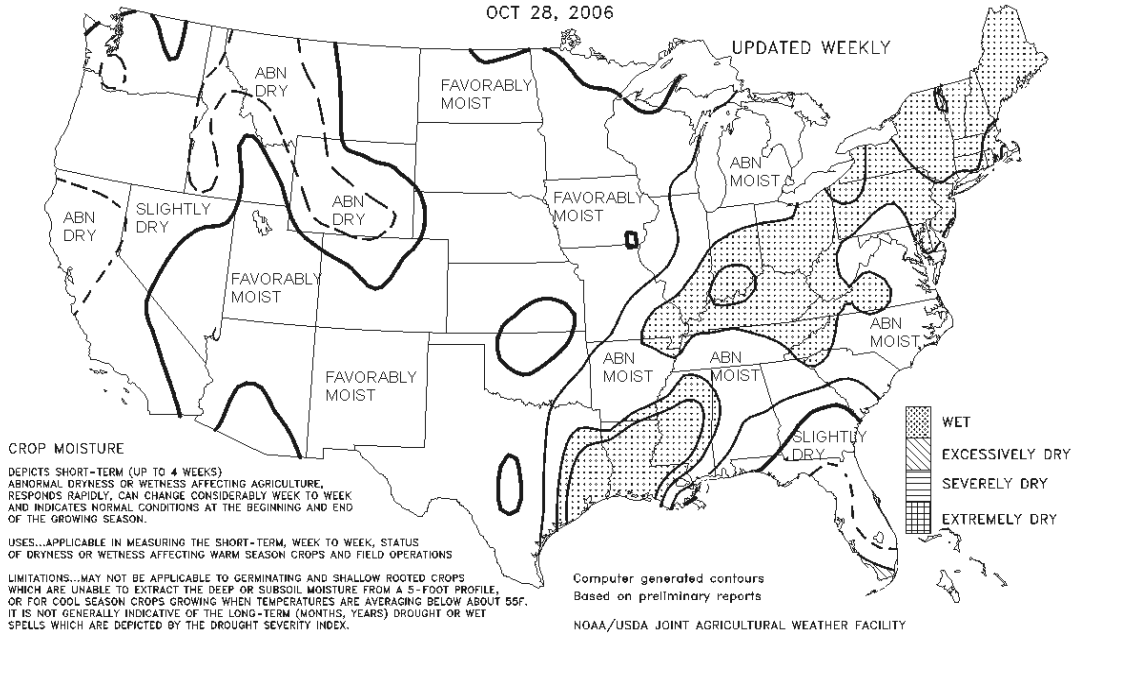 OCT 28, 2006
UPDATED WEEKLY
ABN
DRY
FAVORABLY
MOIST
ABN
MOIST
ABN
DRY
FAVORABLY
MOIST
ABN
DRY
SLIGHTLY
DRY
FAVORABLY
MOIST
ABN
MOIST
ABN
MOIST
ABN
MOIST
FAVORABLY
MOIST
SLIGHTLY
DRY
WET
EXCESSIVELY DRY
SEVERELY DRY
EXTREMELY DRY
CROP MOISTURE
DEPICTS SHORT-TERM (UP TO 4 WEEKS)
ABNORMAL DRYNESS OR WETNESS AFFECTING AGRICULTURE,
RESPONDS RAPIDLY, CAN CHANGE CONSIDERABLY WEEK TO WEEK
AND INDICATES NORMAL CONDITIONS AT THE BEGINNING AND END
OF THE GROWING SEASON.
USES...APPLICABLE IN MEASURING THE SHORT-TERM, WEEK TO WEEK, STATUS
OF DRYNESS OR WETNESS AFFECTING WARM SEASON CROPS AND FIELD OPERATIONS
LIMITATIONS...MAY NOT BE APPLICABLE TO GERMINATING AND SHALLOW ROOTED CROPS
WHICH ARE UNABLE TO EXTRACT THE DEEP OR SUBSOIL MOISTURE FROM A 5-FOOT PROFILE,
OR FOR COOL SEASON CROPS GROWING WHEN TEMPERATURES ARE AVERAGING BELOW ABOUT 55F.
IT IS NOT GENERALLY INDICATIVE OF THE LONG-TERM (MONTHS, YEARS) DROUGHT OR WET
SPELLS WHICH ARE DEPICTED BY THE DROUGHT SEVERITY INDEX.
Computer generated contours
Based on preliminary reports
NOAA/USDA JOINT AGRICULTURAL WEATHER FACILITY